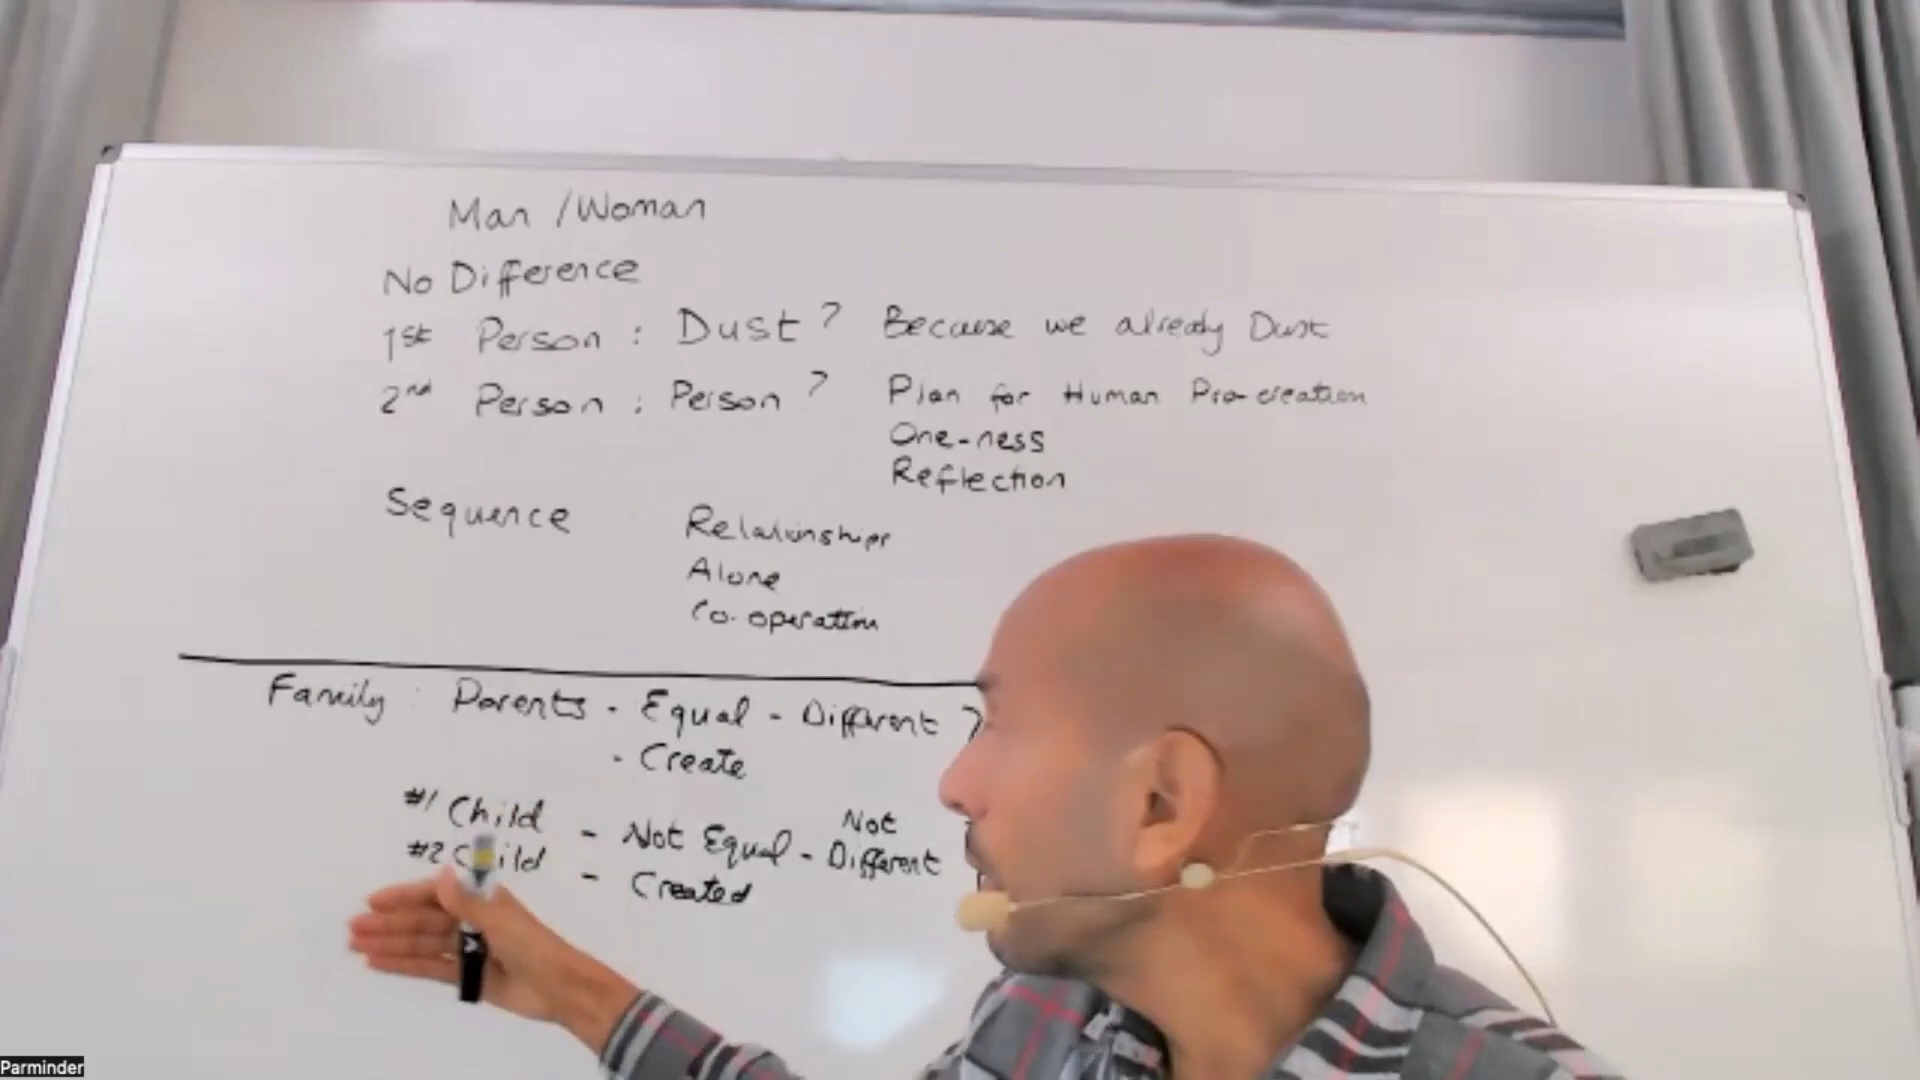 Man / Woman
No Difference
1st Person : Dust ? Because we already Dust
2nd Person : Person ? Plan for Human Pro-creation
One-ness
Reflection
Sequence Relationships
Alone
Co-operation
Family : Parents - Equal - Different ?
- Create
#1 Child - Not Equal - Not Different
#2 Child - Created
Parminder